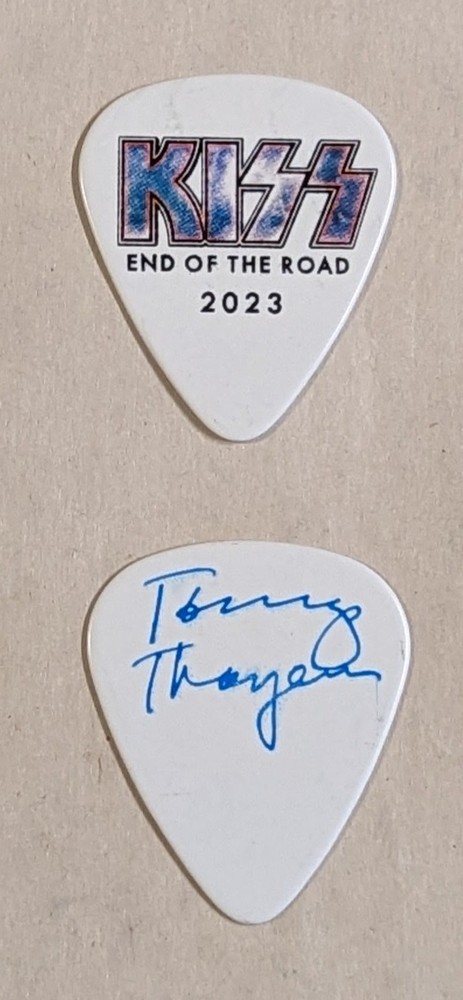 KISS
END OF THE ROAD
2023
Tommy
Thayer